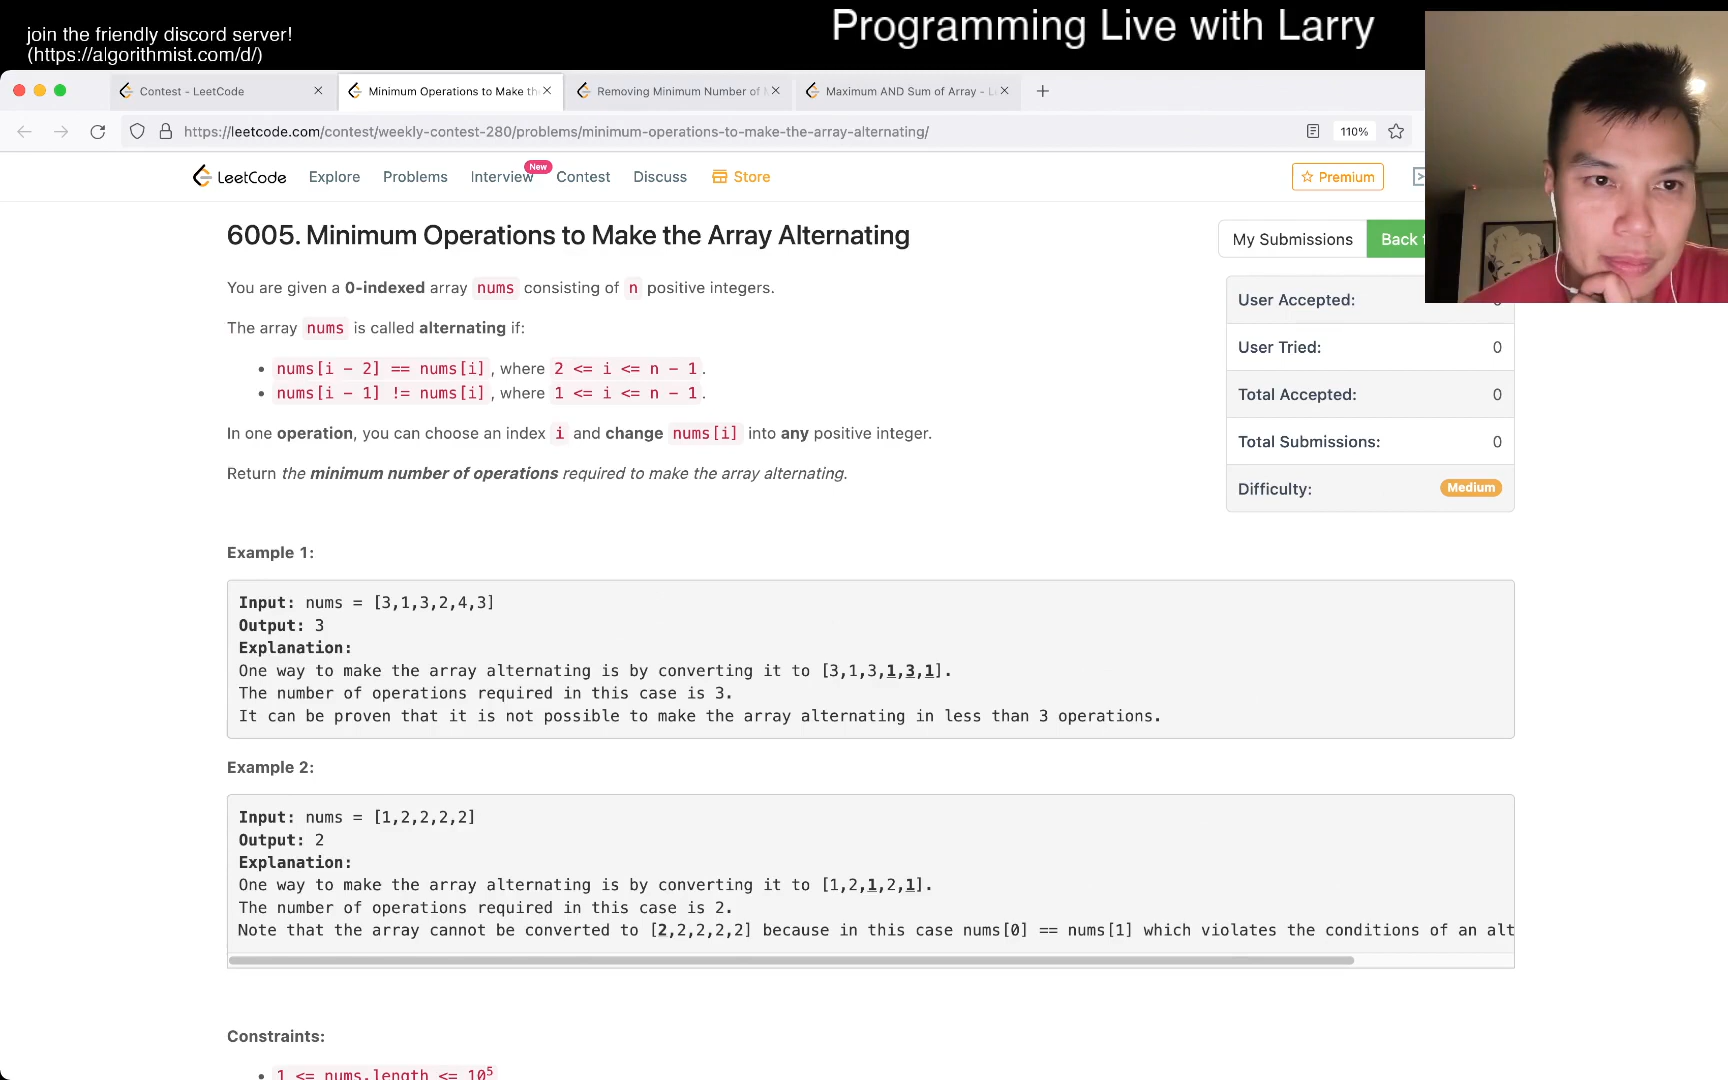 join the friendly discord server!
(https://algorithmist.com/d/)
Programming Live with Larry
Contest - LeetCode
Minimum Operations to Make th
Removing Minimum Number of
Maximum AND Sum of Array - L
https://leetcode.com/contest/weekly-contest-280/problems/minimum-operations-to-make-the-array-alternating/
110%
LeetCode
Explore
Problems
Interview
New
Contest
Discuss
Store
Premium
6005. Minimum Operations to Make the Array Alternating
My Submissions
Back
You are given a 0-indexed array nums consisting of n positive integers.
The array nums is called alternating if:
• nums[i - 2] == nums[i], where 2 <= i <= n - 1.
• nums[i - 1] != nums[i], where 1 <= i <= n - 1.
In one operation, you can choose an index i and change nums[i] into any positive integer.
Return the minimum number of operations required to make the array alternating.
User Accepted:
User Tried: 0
Total Accepted: 0
Total Submissions: 0
Difficulty: Medium
Example 1:
Input: nums = [3,1,3,2,4,3]
Output: 3
Explanation:
One way to make the array alternating is by converting it to [3,1,3,1,3,1].
The number of operations required in this case is 3.
It can be proven that it is not possible to make the array alternating in less than 3 operations.
Example 2:
Input: nums = [1,2,2,2,2]
Output: 2
Explanation:
One way to make the array alternating is by converting it to [1,2,1,2,1].
The number of operations required in this case is 2.
Note that the array cannot be converted to [2,2,2,2,2] because in this case nums[0] == nums[1] which violates the conditions of an alt
Constraints:
• 1 <= nums.length <= 10⁵